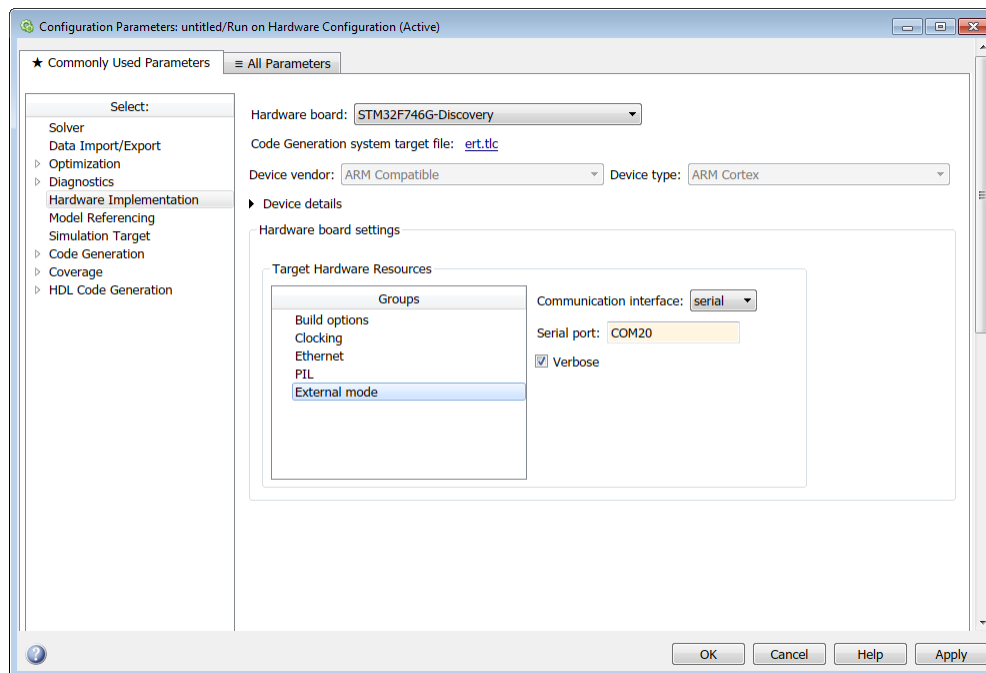 Configuration Parameters: untitled/Run on Hardware Configuration (Active)
★ Commonly Used Parameters
≡ All Parameters
Select:
Solver
Data Import/Export
Optimization
Diagnostics
Hardware Implementation
Model Referencing
Simulation Target
Code Generation
Coverage
HDL Code Generation
Hardware board: STM32F746G-Discovery
Code Generation system target file: ert.tlc
Device vendor: ARM Compatible Device type: ARM Cortex
Device details
Hardware board settings
Target Hardware Resources
Groups
Build options
Clocking
Ethernet
PIL
External mode
Communication interface: serial
Serial port: COM20
Verbose
OK Cancel Help Apply